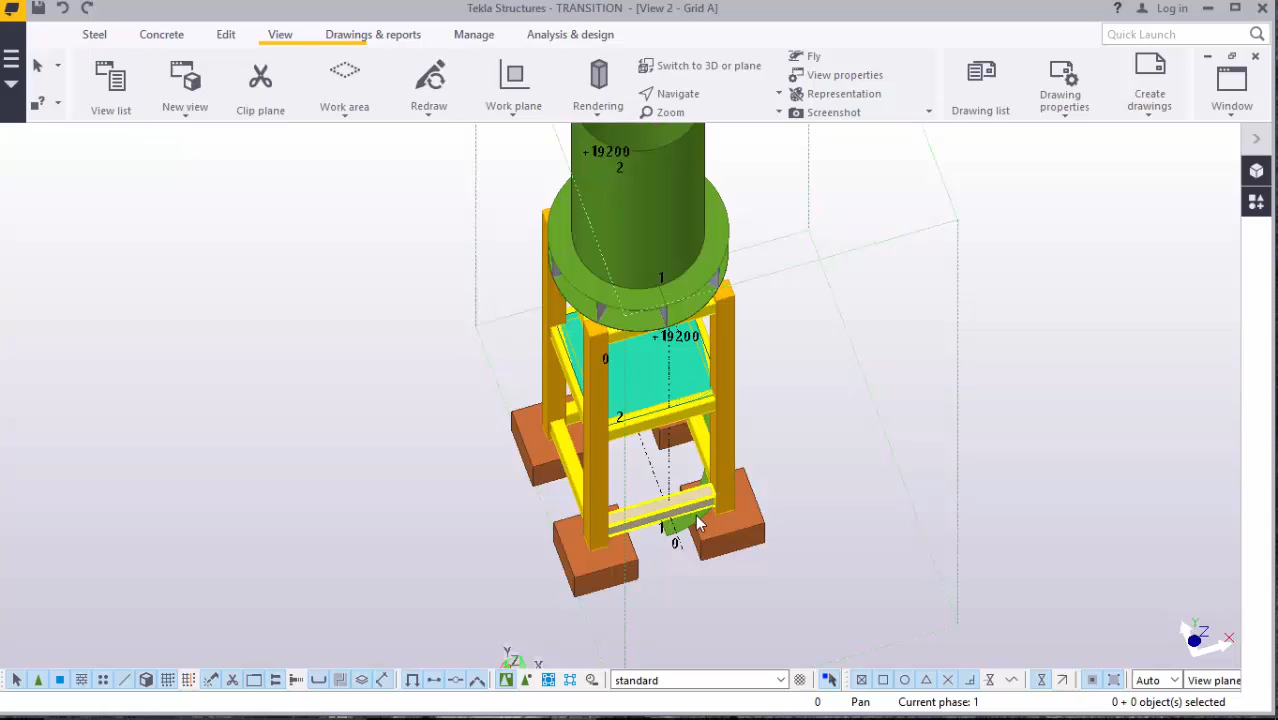 Tekla Structures - TRANSITION - [View 2 - Grid A]
? Log in
Steel Concrete Edit View Drawings & reports Manage Analysis & design
Quick Launch
View list
New view
Clip plane
Work area
Redraw
Work plane
Rendering
Switch to 3D or plane
Navigate
Zoom
Fly
View properties
Representation
Screenshot
Drawing list
Drawing
properties
Create
drawings
Window
+19200
2
1
+19200
0
2
1
0
Y
Z
X
Y
Z
X
standard
Auto
View plane
0 Pan Current phase: 1 0 + 0 object(s) selected